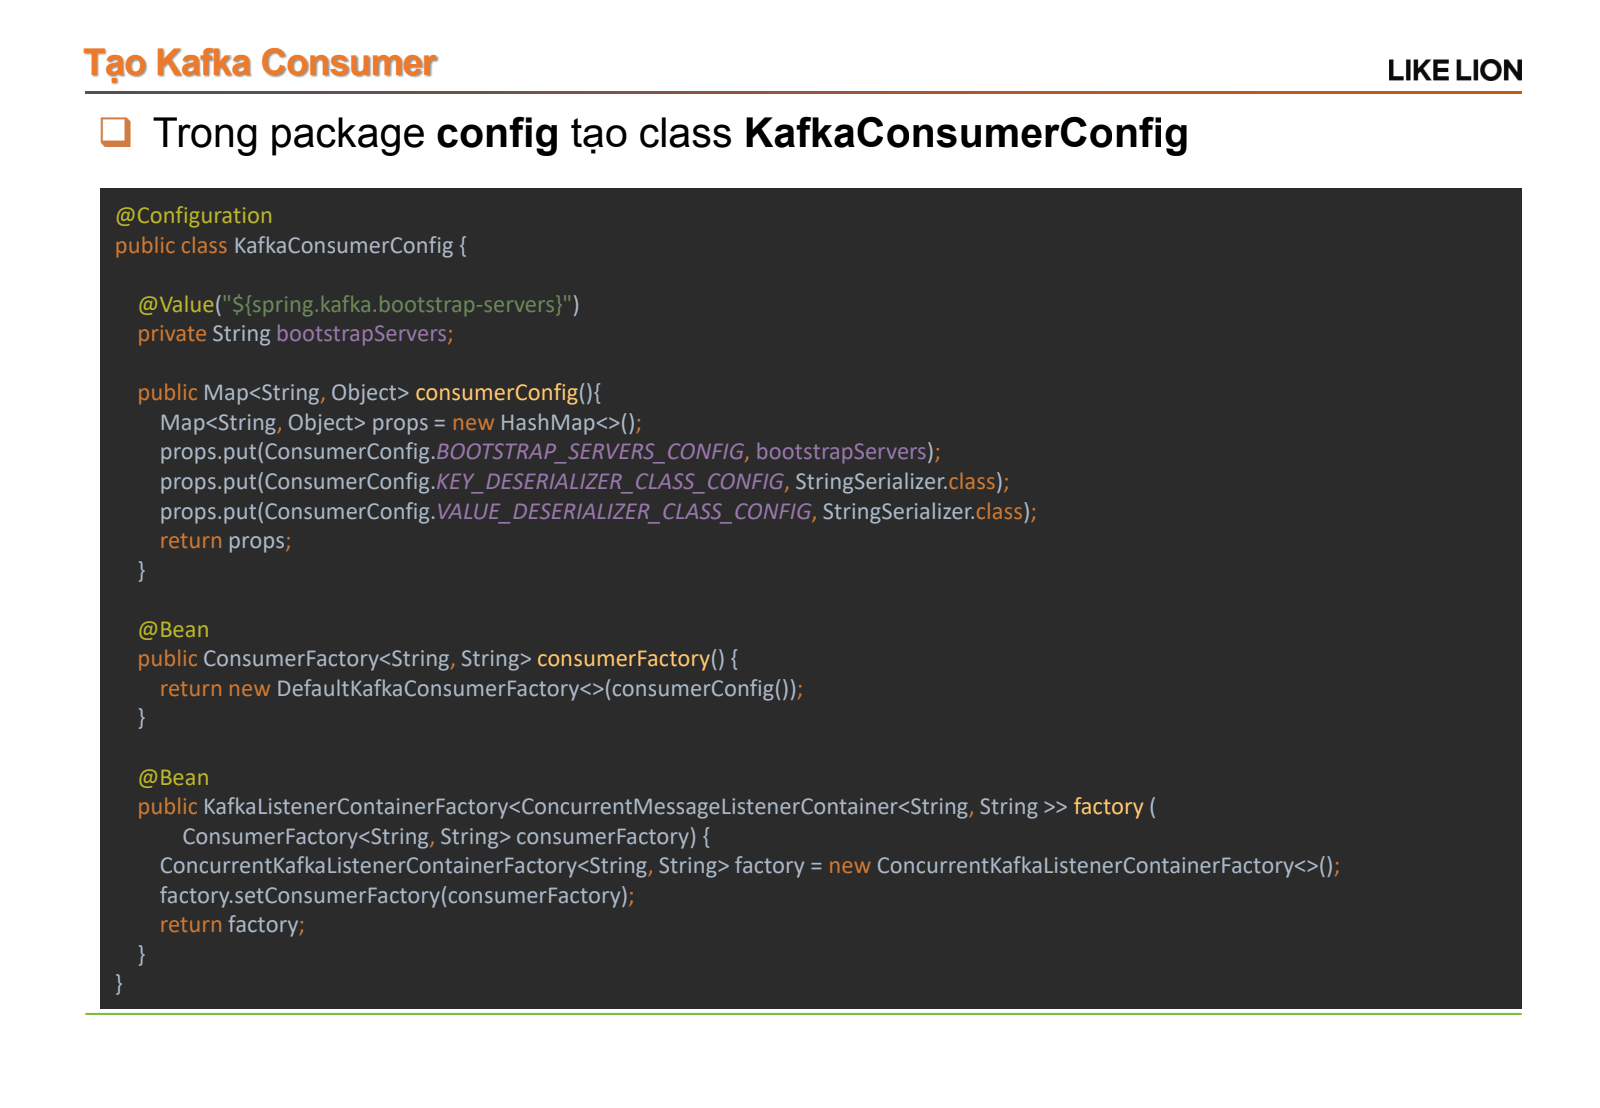 Tạo Kafka Consumer
LIKE LION
Trong package config tạo class KafkaConsumerConfig
@Configuration
public class KafkaConsumerConfig {
@Value("${spring.kafka.bootstrap-servers}")
private String bootstrapServers;
public Map<String, Object> consumerConfig(){
Map<String, Object> props = new HashMap<>();
props.put(ConsumerConfig.BOOTSTRAP_SERVERS_CONFIG, bootstrapServers);
props.put(ConsumerConfig.KEY_DESERIALIZER_CLASS_CONFIG, StringSerializer.class);
props.put(ConsumerConfig.VALUE_DESERIALIZER_CLASS_CONFIG, StringSerializer.class);
return props;
}
@Bean
public ConsumerFactory<String, String> consumerFactory() {
return new DefaultKafkaConsumerFactory<>(consumerConfig());
}
@Bean
public KafkaListenerContainerFactory<ConcurrentMessageListenerContainer<String, String >> factory (
ConsumerFactory<String, String> consumerFactory) {
ConcurrentKafkaListenerContainerFactory<String, String> factory = new ConcurrentKafkaListenerContainerFactory<>();
factory.setConsumerFactory(consumerFactory);
return factory;
}
}